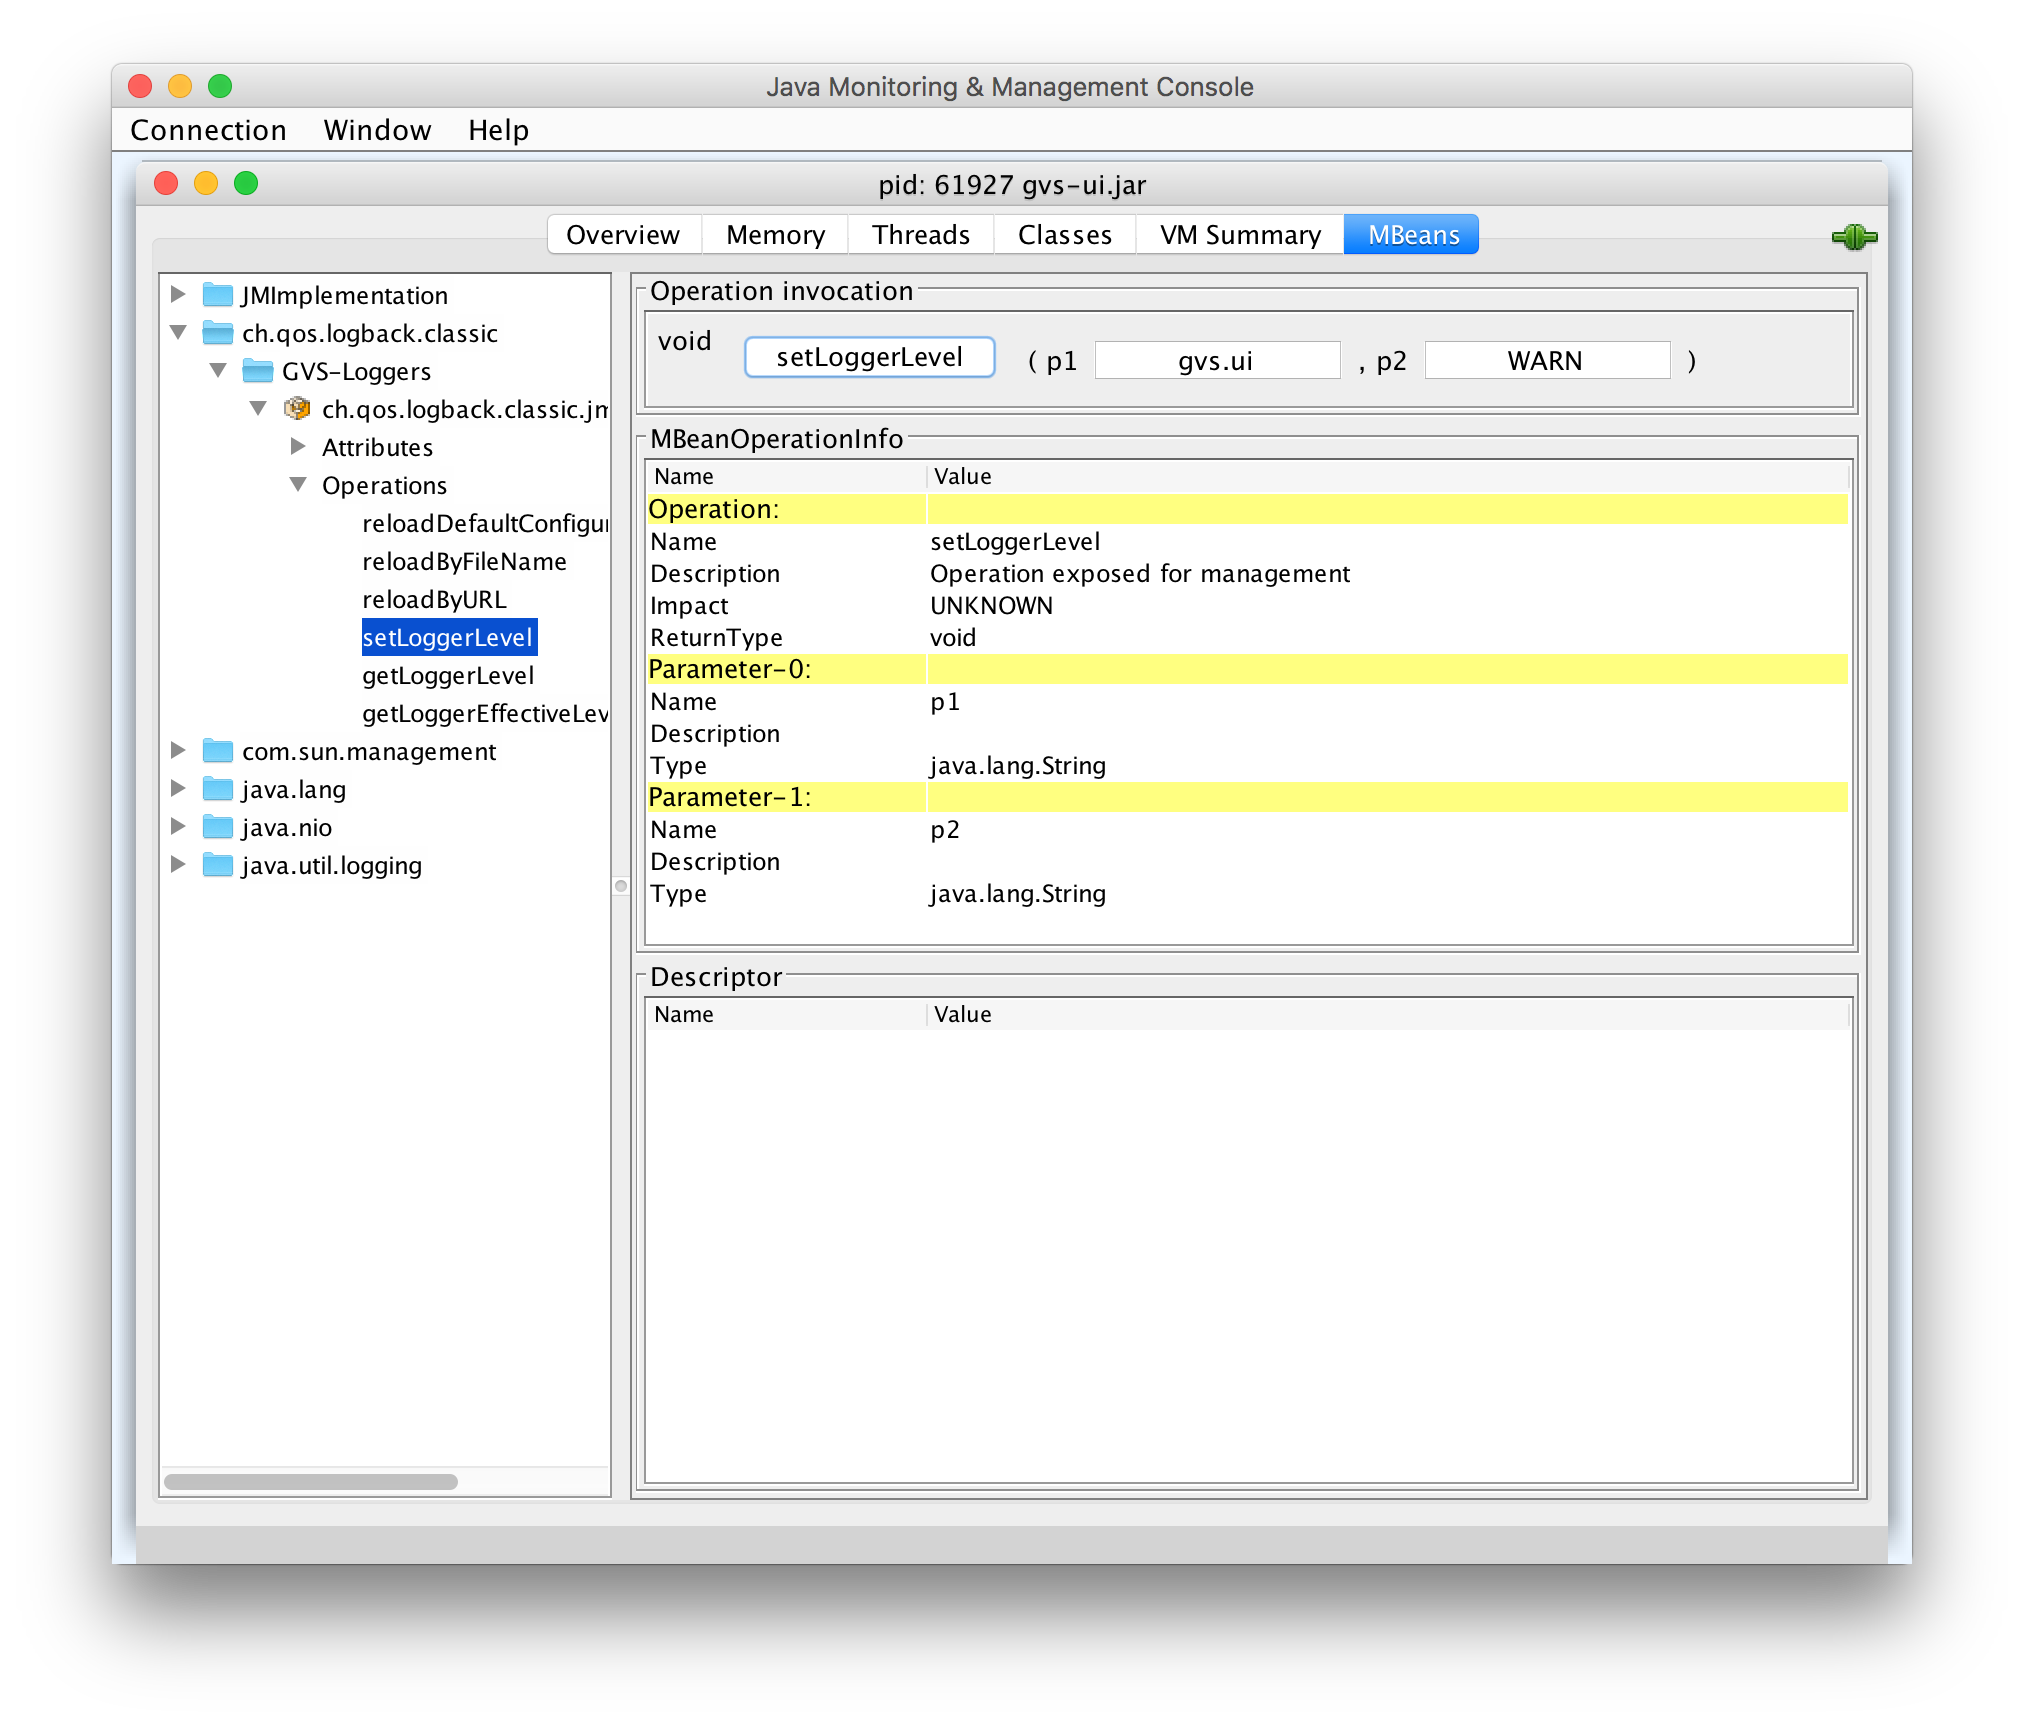 Java Monitoring & Management Console
Connection Window Help
pid: 61927 gvs-ui.jar
Overview Memory Threads Classes VM Summary MBeans
JMImplementation
ch.qos.logback.classic
GVS-Loggers
ch.qos.logback.classic.jm
Attributes
Operations
reloadDefaultConfigur
reloadByFileName
reloadByURL
setLoggerLevel
getLoggerLevel
getLoggerEffectiveLev
com.sun.management
java.lang
java.nio
java.util.logging
Operation invocation
void setLoggerLevel ( p1 gvs.ui , p2 WARN )
MBeanOperationInfo
Name Value
Operation:
Name setLoggerLevel
Description Operation exposed for management
Impact UNKNOWN
ReturnType void
Parameter-0:
Name p1
Description
Type java.lang.String
Parameter-1:
Name p2
Description
Type java.lang.String
Descriptor
Name Value